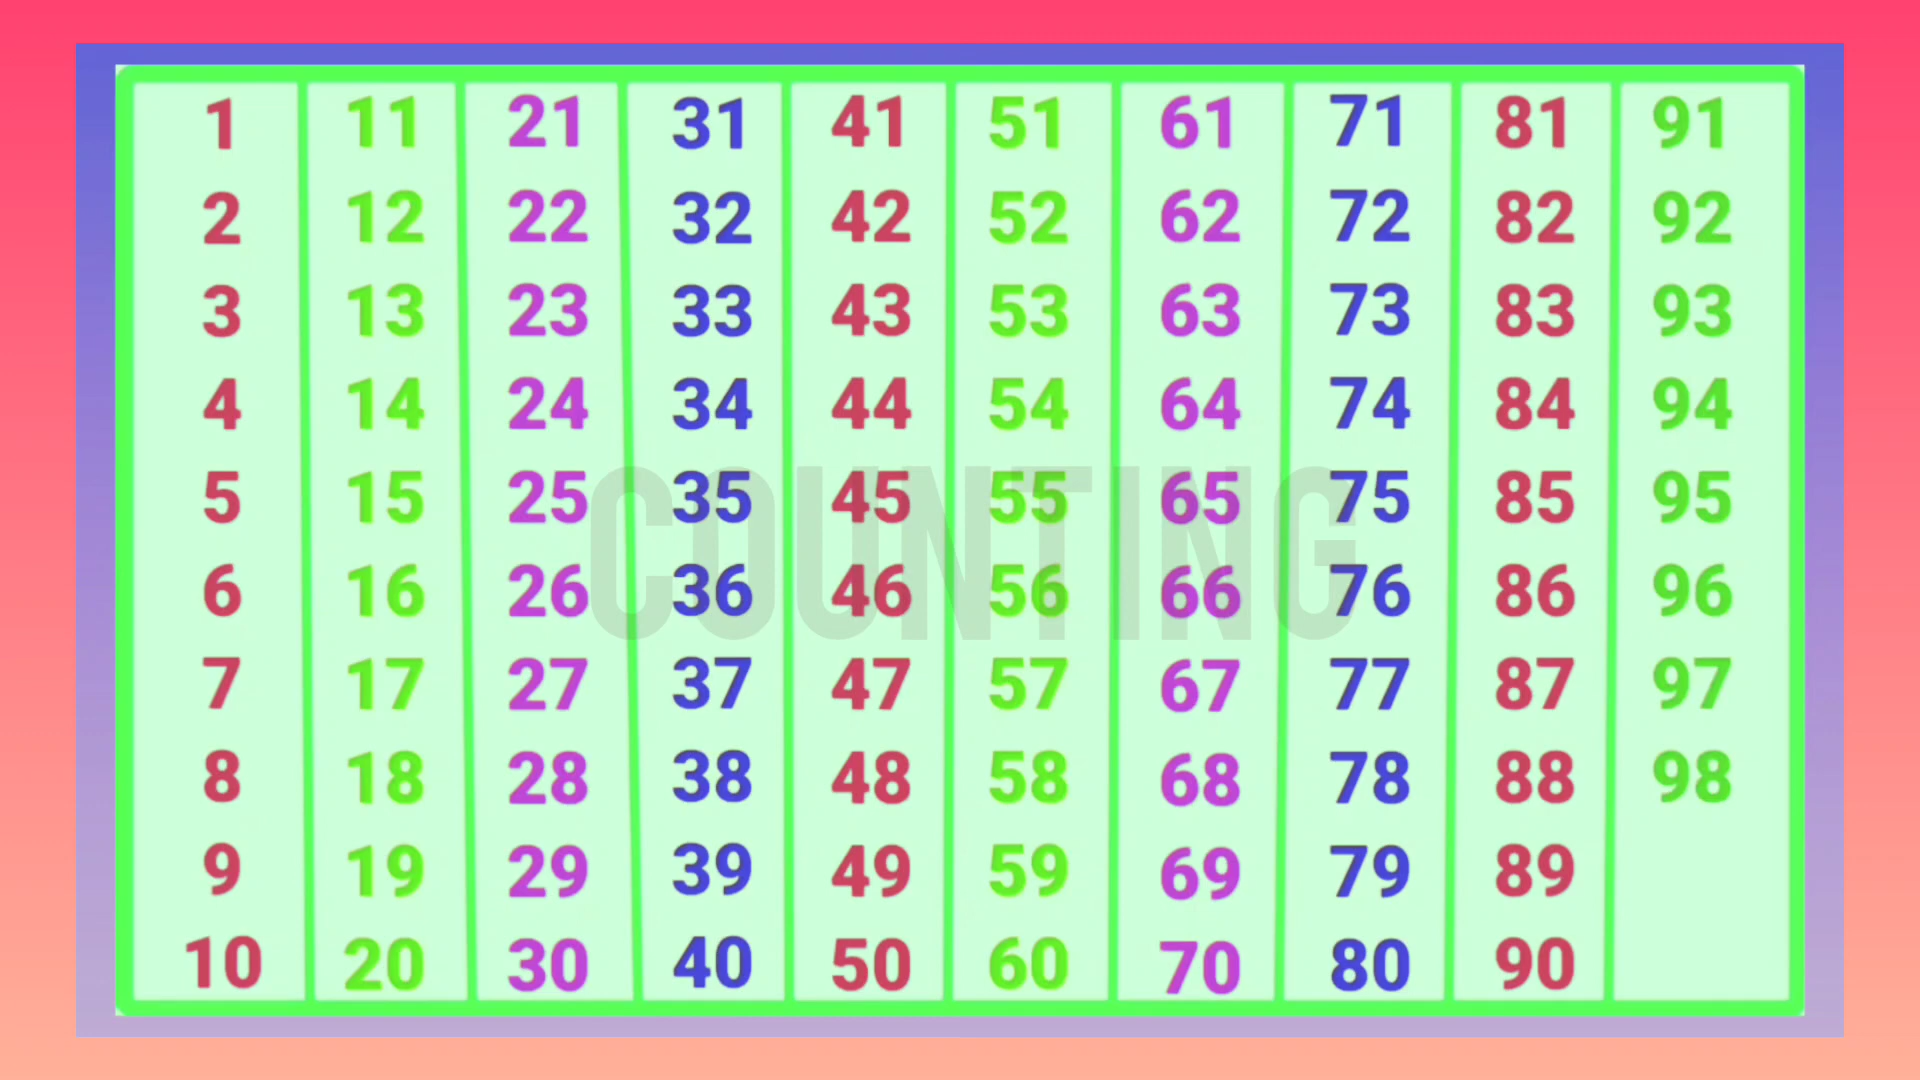 1 11 21 31 41 51 61 71 81 91
2 12 22 32 42 52 62 72 82 92
3 13 23 33 43 53 63 73 83 93
4 14 24 34 44 54 64 74 84 94
5 15 25 35 45 55 65 75 85 95
COUNTING
6 16 26 36 46 56 66 76 86 96
7 17 27 37 47 57 67 77 87 97
8 18 28 38 48 58 68 78 88 98
9 19 29 39 49 59 69 79 89
10 20 30 40 50 60 70 80 90